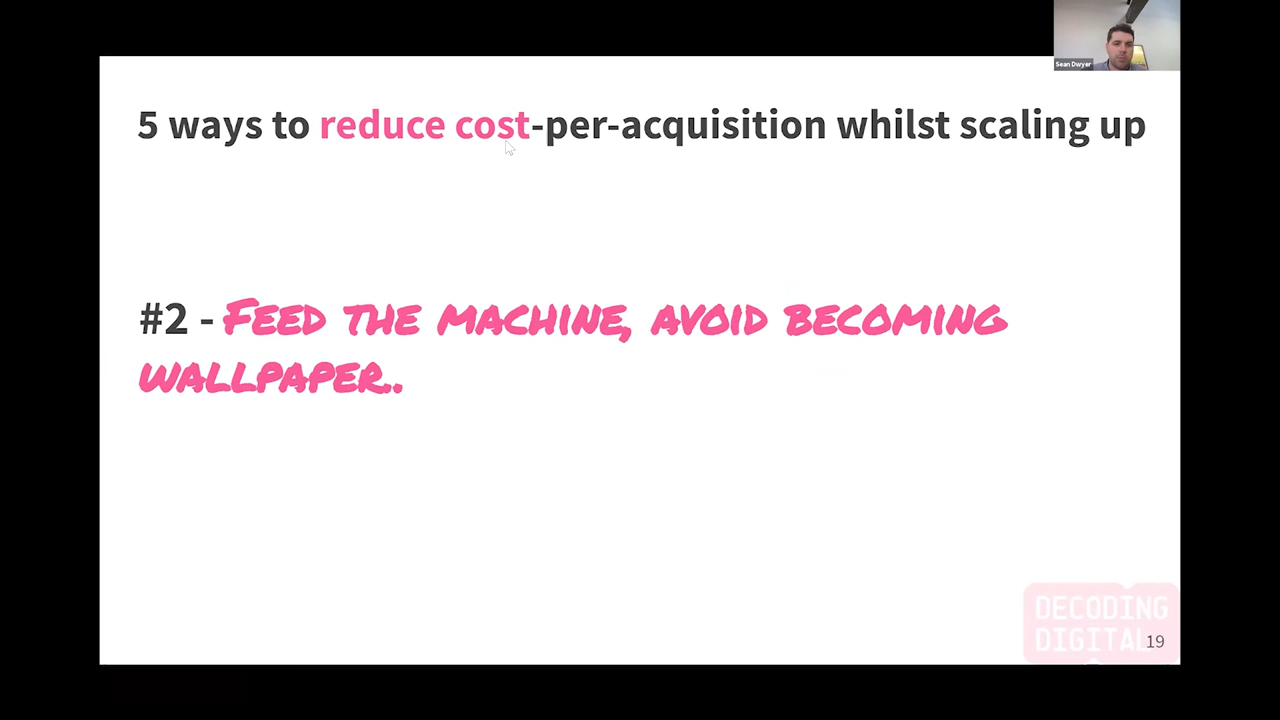 Sean Dwyer
5 ways to reduce cost-per-acquisition whilst scaling up
#2 - FEED THE MACHINE, AVOID BECOMING
WALLPAPER..
DECODING
DIGITAL
19